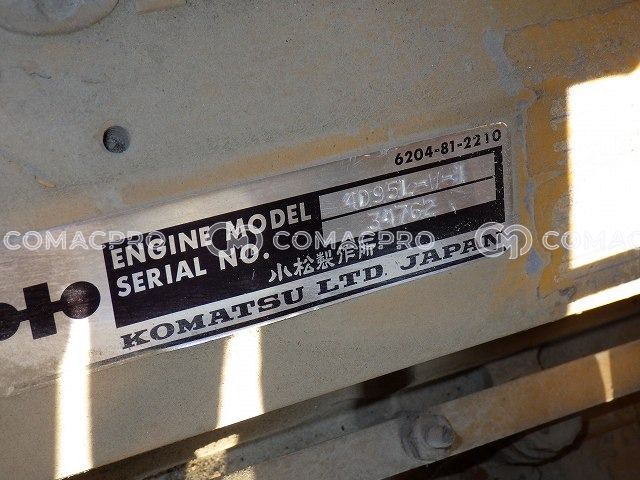 6204-81-2210
ENGINE MODEL 4D95L-W-1
SERIAL NO. 34762
小松製作所
KOMATSU LTD. JAPAN
COMACPRO COMACPRO COMACPRO